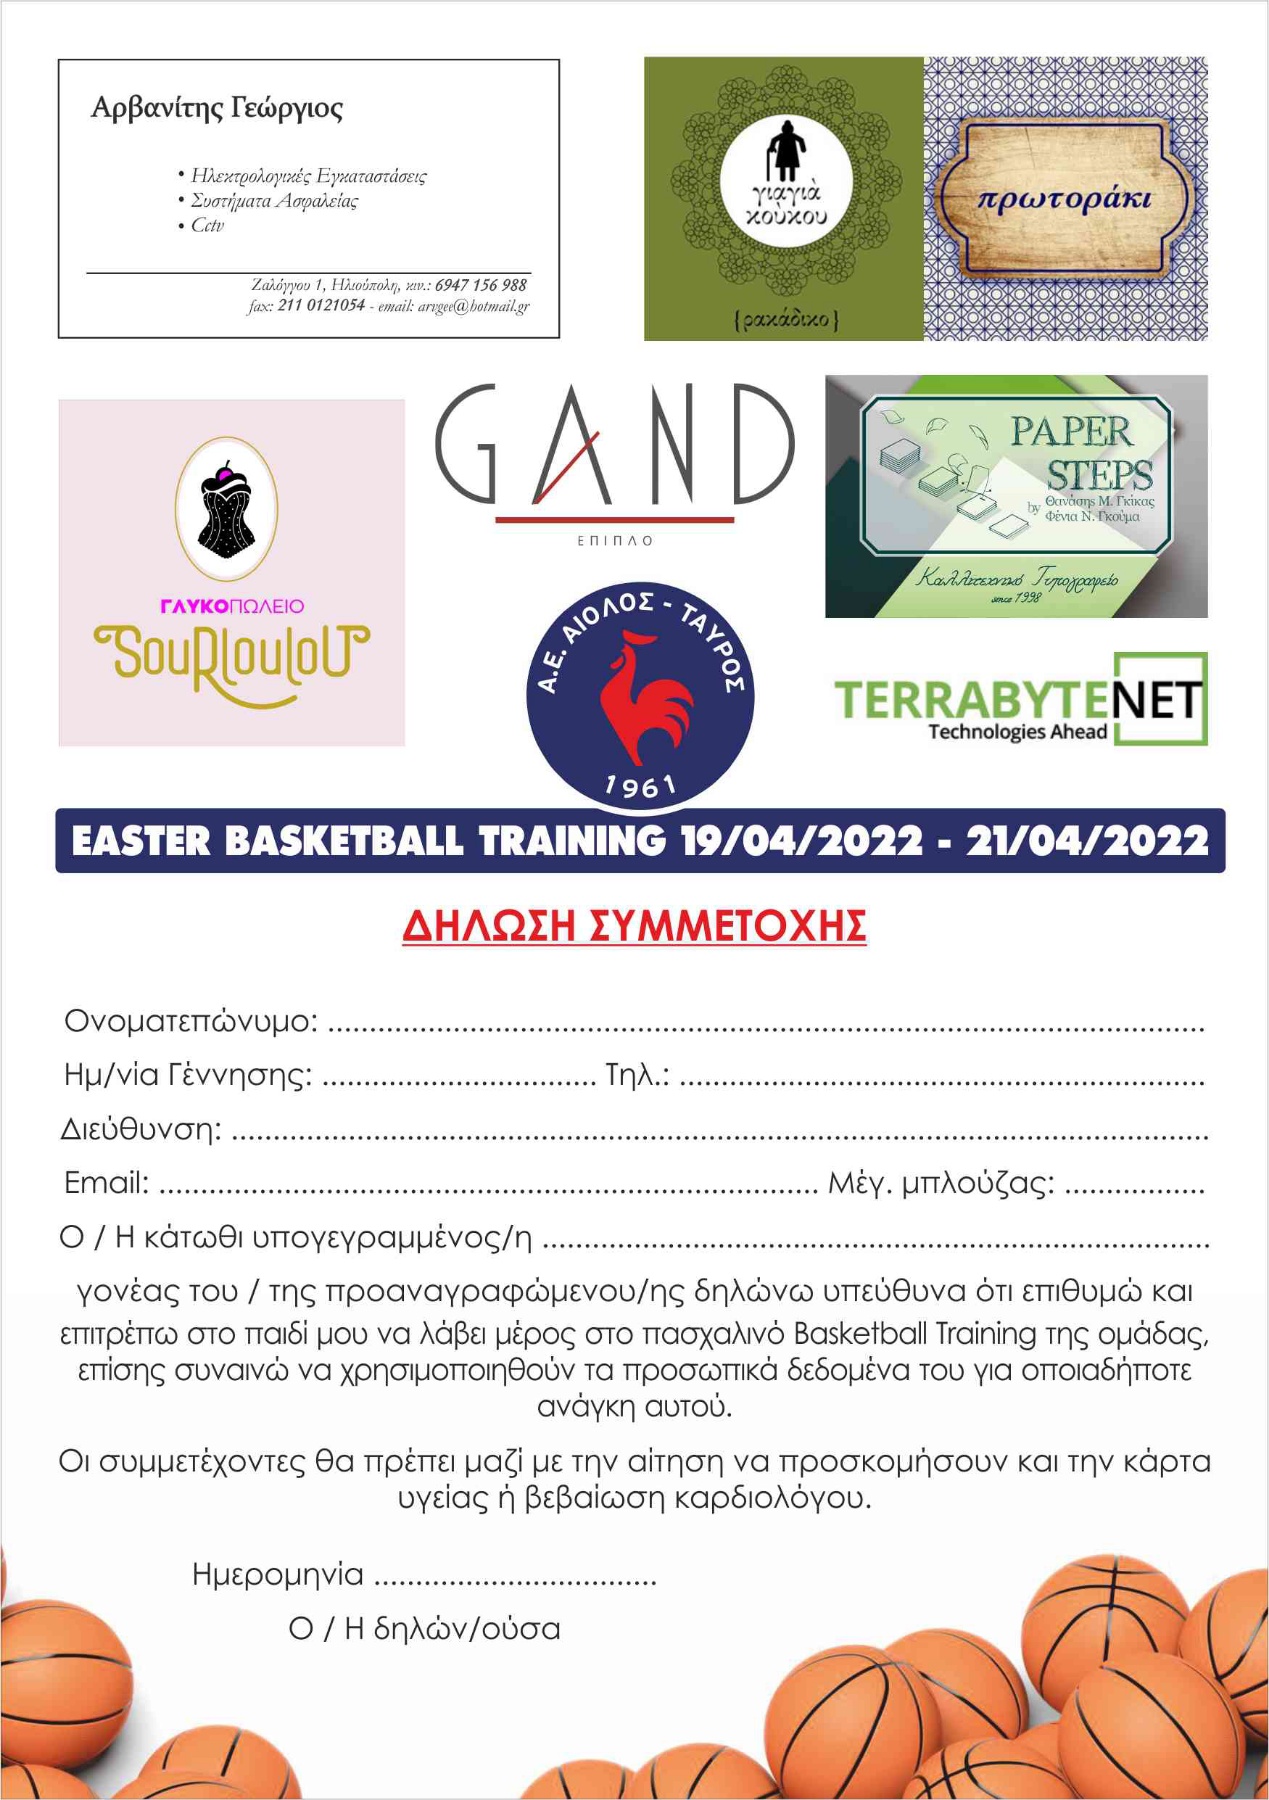 Αρβανίτης Γεώργιος
• Ηλεκτρολογικές Εγκαταστάσεις
• Συστήματα Ασφαλείας
• Cctv
Ζαλόγγου 1, Ηλιούπολη, κιν.: 6947 156 988
fax: 211 0121054 - email: arvgee@hotmail.gr
γιαγιὰ
κοὺκου
{ρακάδικο}
πρωτοράκι
GAND
ΕΠΙΠΛΟ
PAPER
STEPS
by Θανάσης Μ. Γκίκας
Φένια Ν. Γκούμα
Καλλιτεχνικό Τυπογραφείο
since 1998
ΓΛΥΚΟΠΩΛΕΙΟ
SouRlouloU
Α.Ε. ΑΙΟΛΟΣ - ΤΑΥΡΟΣ
1961
TERRABYTENET
Technologies Ahead
EASTER BASKETBALL TRAINING 19/04/2022 - 21/04/2022
ΔΗΛΩΣΗ ΣΥΜΜΕΤΟΧΗΣ
Ονοματεπώνυμο: ..........................................................................................................
Ημ/νία Γέννησης: ................................. Τηλ.: ...............................................................
Διεύθυνση: .....................................................................................................................
Email: ............................................................................... Μέγ. μπλούζας: .................
Ο / Η κάτωθι υπογεγραμμένος/η ................................................................................
γονέας του / της προαναγραφώμενου/ης δηλώνω υπεύθυνα ότι επιθυμώ και
επιτρέπω στο παιδί μου να λάβει μέρος στο πασχαλινό Basketball Training της ομάδας,
επίσης συναινώ να χρησιμοποιηθούν τα προσωπικά δεδομένα του για οποιαδήποτε
ανάγκη αυτού.
Οι συμμετέχοντες θα πρέπει μαζί με την αίτηση να προσκομήσουν και την κάρτα
υγείας ή βεβαίωση καρδιολόγου.
Ημερομηνία ..................................
Ο / Η δηλών/ούσα